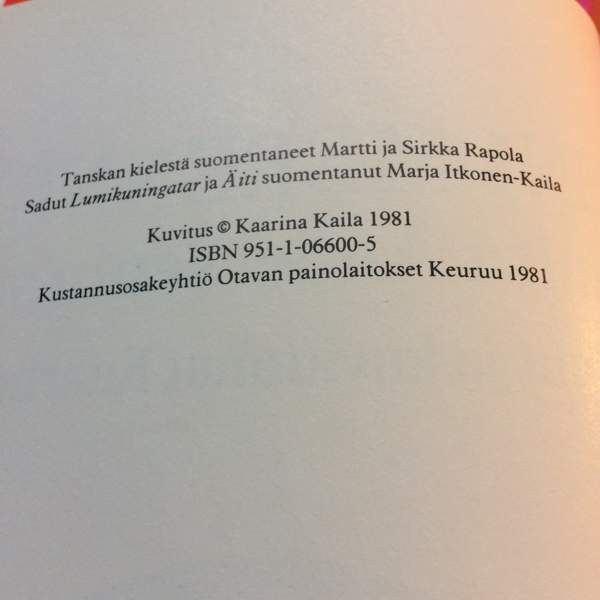 Tanskan kielestä suomentaneet Martti ja Sirkka Rapola
Sadut Lumikuningatar ja Äiti suomentanut Marja Itkonen-Kaila
Kuvitus © Kaarina Kaila 1981
ISBN 951-1-06600-5
Kustannusosakeyhtiö Otavan painolaitokset Keuruu 1981